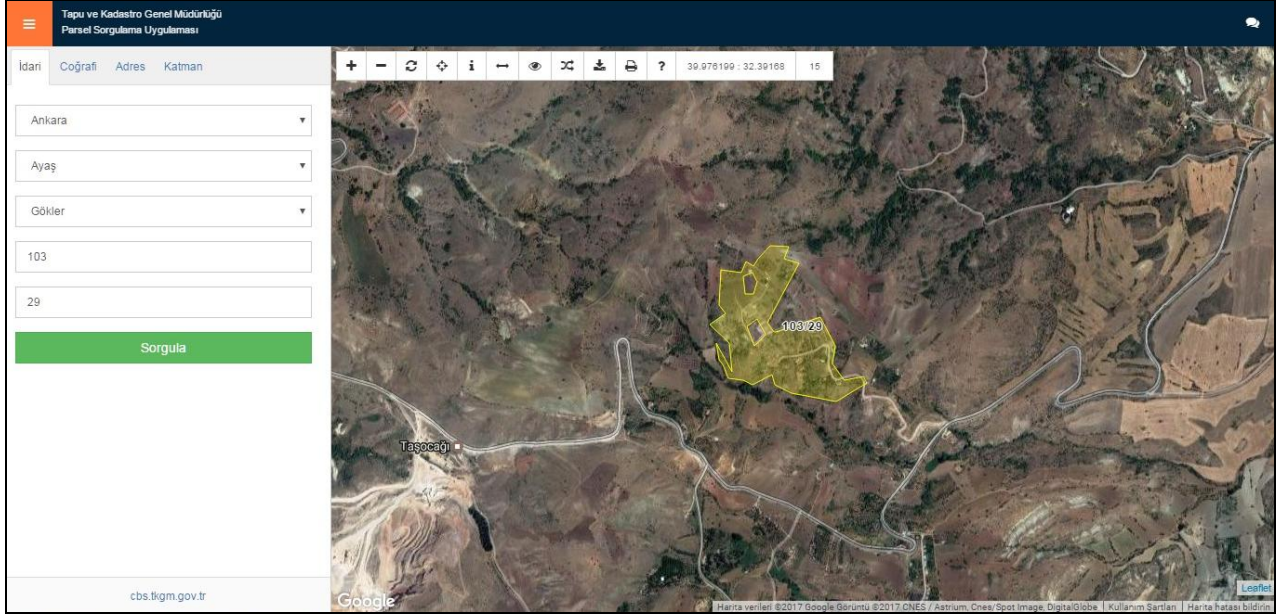 Tapu ve Kadastro Genel Müdürlüğü
Parsel Sorgulama Uygulaması
İdari Coğrafi Adres Katman
39.976199 : 32.39168 15
Ankara
Ayaş
Gökler
103
29
Sorgula
103/29
Taşocağı
cbs.tkgm.gov.tr
Google
Leaflet
Harita verileri ©2017 Google Görüntü ©2017 CNES / Astrium, Cnes/Spot Image, DigitalGlobe | Kullanım Şartları | Harita hatası bildirin